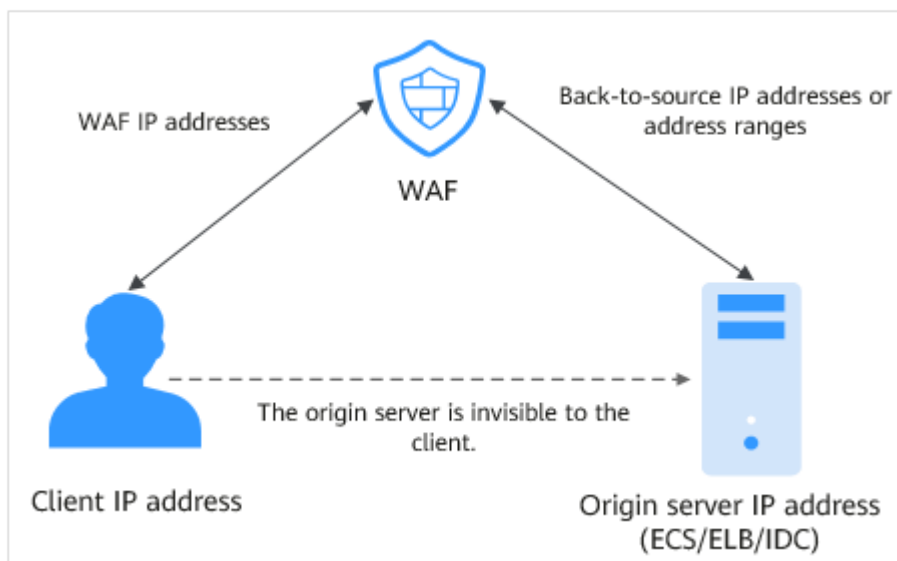 WAF IP addresses
Back-to-source IP addresses or
address ranges
WAF
The origin server is invisible to the
client.
Client IP address
Origin server IP address
(ECS/ELB/IDC)